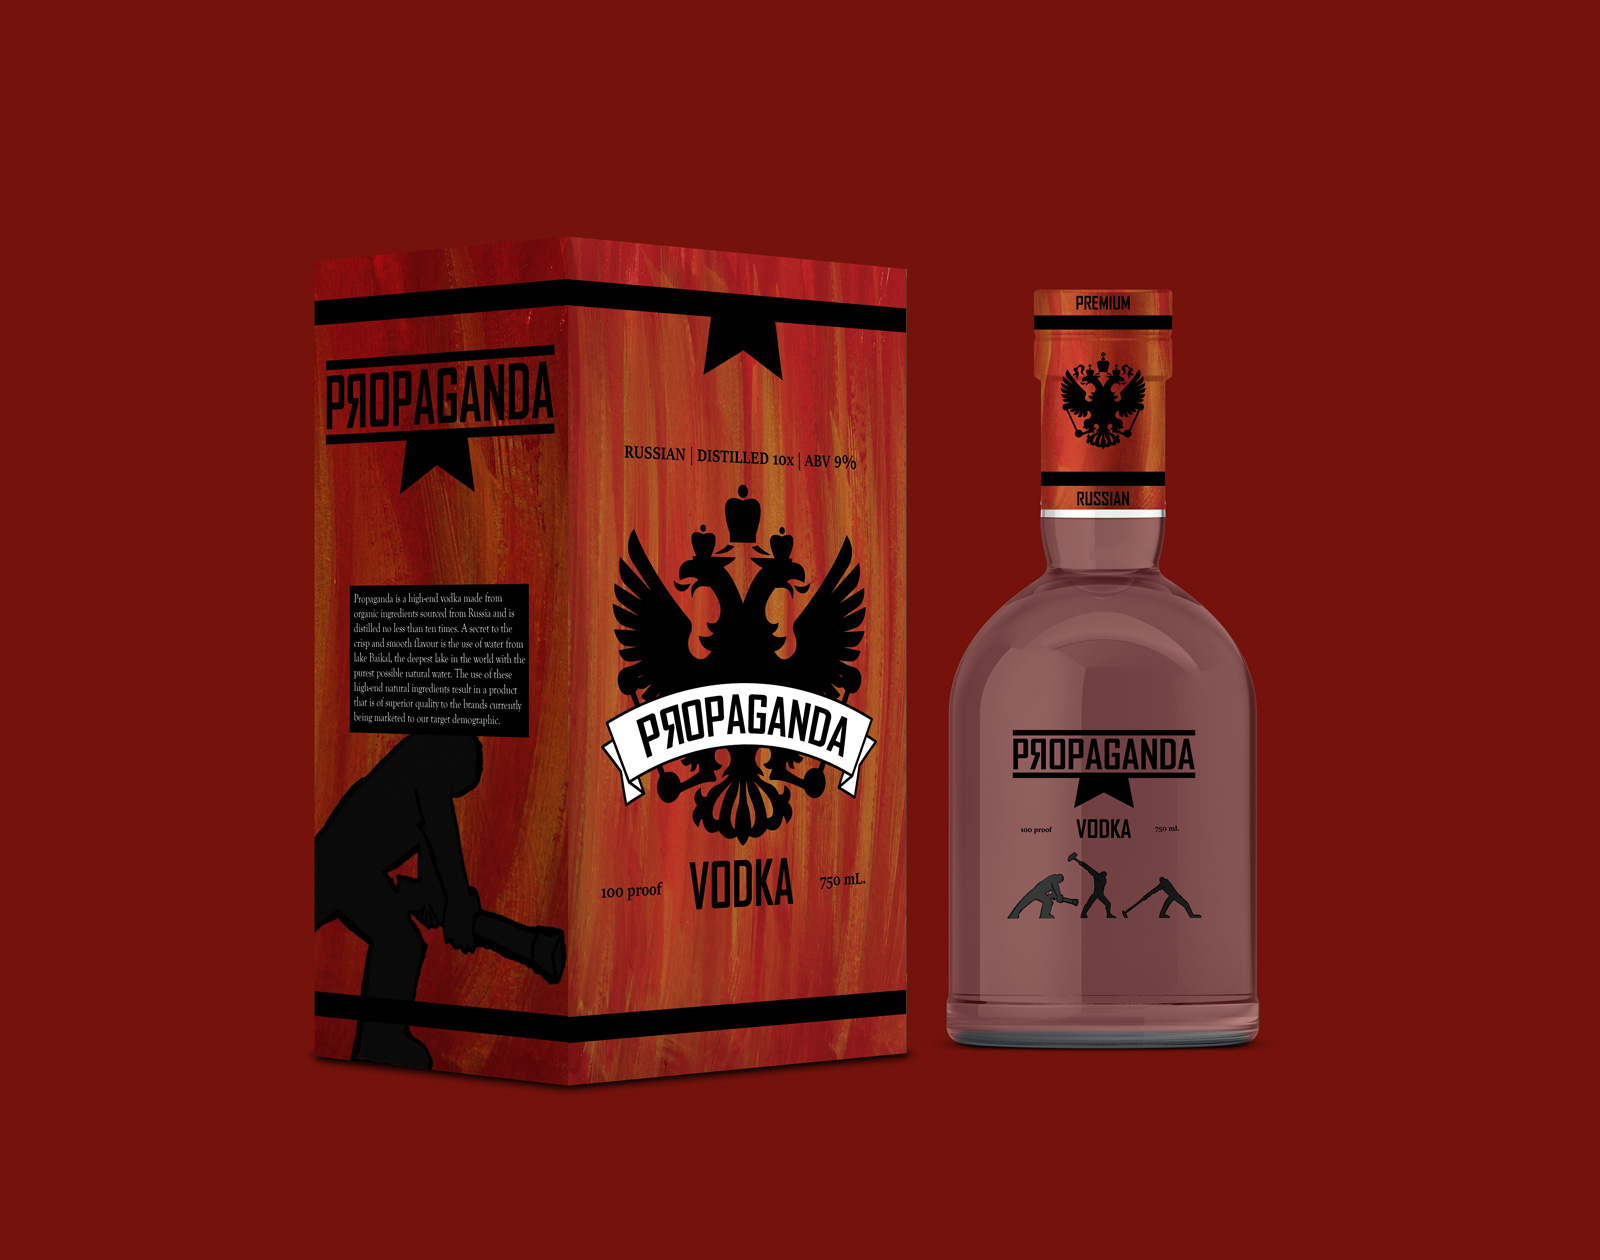 PЯOPAGANDA
Propaganda is a high-end vodka made from
organic ingredients sourced from Russia and is
distilled no less than ten times. A secret to the
crisp and smooth flavour is the use of water from
lake Baikal, the deepest lake in the world with the
purest possible natural water. The use of these
high-end natural ingredients result in a product
that is of superior quality to the brands currently
being marketed to our target demographic.
RUSSIAN | DISTILLED 10x | ABV 9%
PЯOPAGANDA
100 proof VODKA 750 mL.
PREMIUM
RUSSIAN
PЯOPAGANDA
100 proof VODKA 750 mL